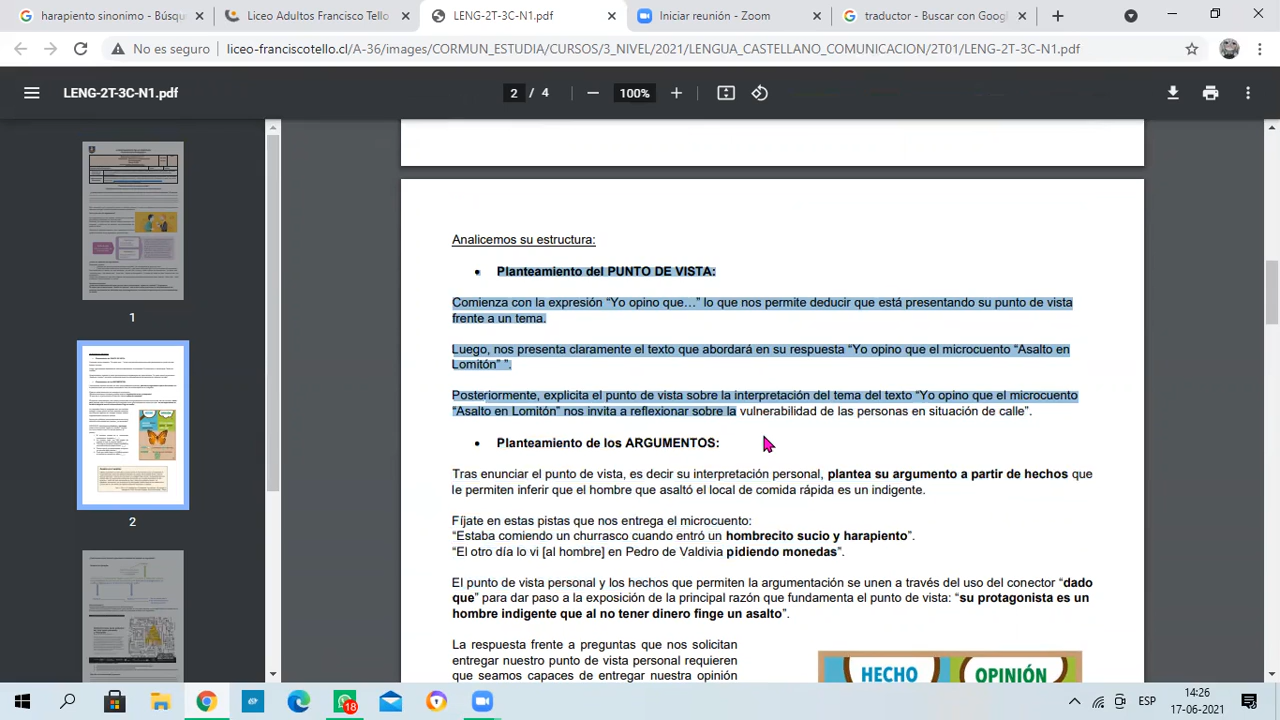 harapiento sinonimo - Búsqu
Liceo Adultos Francisco Tello
LENG-2T-3C-N1.pdf
Iniciar reunión - Zoom
traductor - Buscar con Googl
No es seguro
liceo-franciscotello.cl/A-36/images/CORMUN_ESTUDIA/CURSOS/3_NIVEL/2021/LENGUA_CASTELLANO_COMUNICACION/2T01/LENG-2T-3C-N1.pdf
LENG-2T-3C-N1.pdf
2 / 4
100%
1
2
Analicemos su estructura:
• Planteamiento del PUNTO DE VISTA:
Comienza con la expresión “Yo opino que…” lo que nos permite deducir que está presentando su punto de vista
frente a un tema.
Luego, nos presenta claramente el texto que abordará en su respuesta “Yo opino que el microcuento “Asalto en
Lomitón” ”.
Posteriormente, explicita el punto de vista sobre la interpretación del tema del texto “Yo opino que el microcuento
“Asalto en Lomitón” nos invita a reflexionar sobre la vulnerabilidad de las personas en situación de calle”.
• Planteamiento de los ARGUMENTOS:
Tras enunciar el punto de vista, es decir su interpretación personal, plantea su argumento a partir de hechos que
le permiten inferir que el hombre que asaltó el local de comida rápida es un indigente.
Fíjate en estas pistas que nos entrega el microcuento:
“Estaba comiendo un churrasco cuando entró un hombrecito sucio y harapiento”.
“El otro día lo vi [al hombre] en Pedro de Valdivia pidiendo monedas”.
El punto de vista personal y los hechos que permiten la argumentación se unen a través del uso del conector “dado
que” para dar paso a la exposición de la principal razón que fundamenta el punto de vista: “su protagonista es un
hombre indigente que al no tener dinero finge un asalto”.
La respuesta frente a preguntas que nos solicitan
entregar nuestro punto de vista personal requieren
que seamos capaces de entregar nuestra opinión
HECHO
OPINIÓN
18
ESP
14:26
17-06-2021